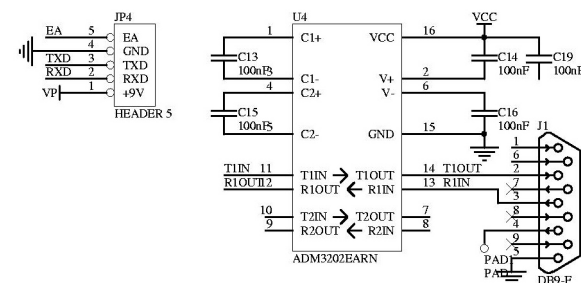 JP4
EA 5 EA
4 GND
TXD 3 TXD
RXD 2 RXD
VP 1 +9V
HEADER 5
U4
1 C1+ VCC 16 VCC
C13 100nF
3 C1- V+ 2
4 C2+ V- 6
C14 100nF
C19 100nF
C15 100nF
5 C2- GND 15
C16 100nF
T1IN 11 T1IN T1OUT 14 T1OUT
R1OUT 12 R1OUT R1IN 13 R1IN
10 T2IN T2OUT 7
9 R2OUT R2IN 8
ADM3202EARN
J1
1
6
2
7
3
8
4
9
5
PAD1
PAD
DB9-F